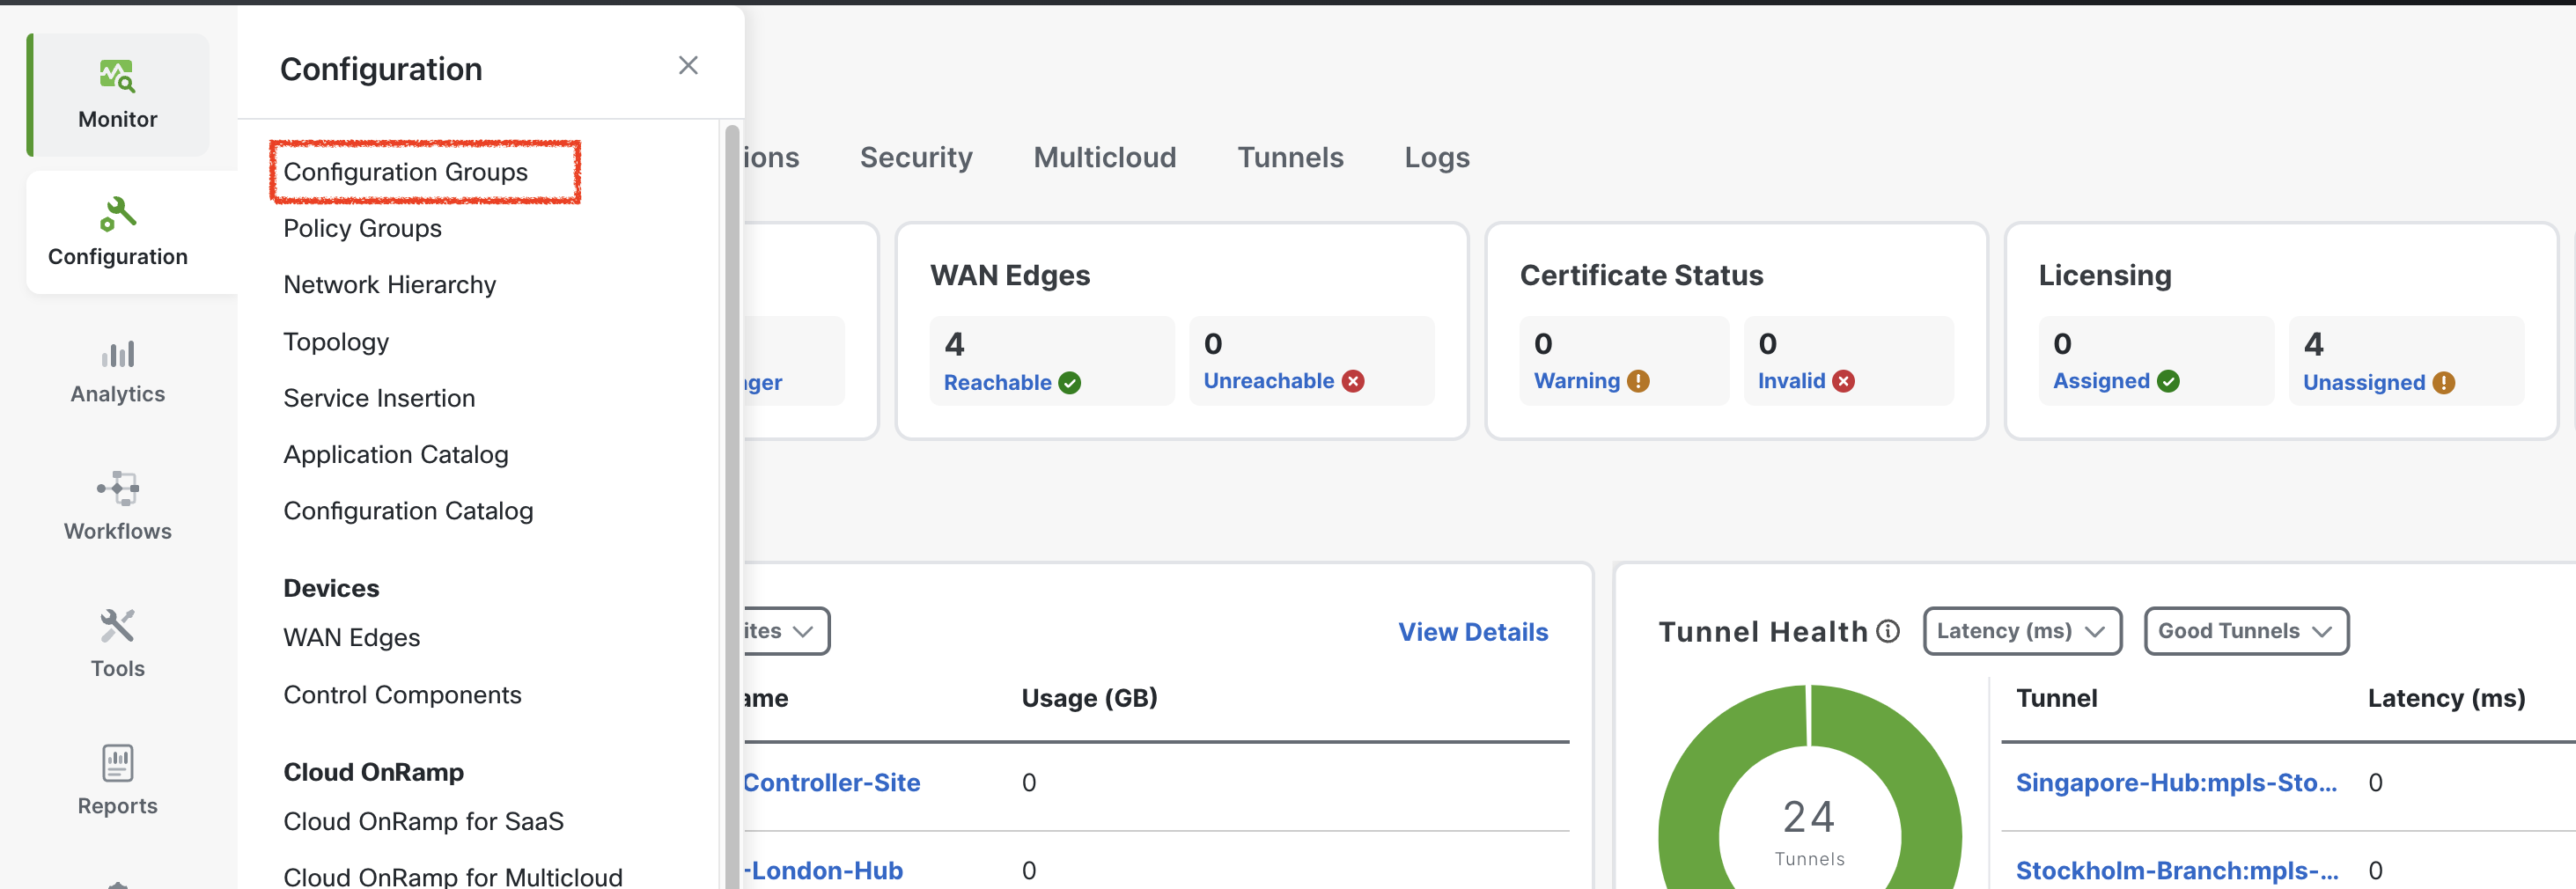 Monitor
Configuration
Analytics
Workflows
Tools
Reports
Configuration
Configuration Groups
Policy Groups
Network Hierarchy
Topology
Service Insertion
Application Catalog
Configuration Catalog
Devices
WAN Edges
Control Components
Cloud OnRamp
Cloud OnRamp for SaaS
Cloud OnRamp for Multicloud
ions Security Multicloud Tunnels Logs
ager
WAN Edges
4
Reachable
0
Unreachable
Certificate Status
0
Warning
0
Invalid
Licensing
0
Assigned
4
Unassigned
ites
View Details
ame Usage (GB)
Controller-Site 0
-London-Hub 0
Tunnel Health Latency (ms) Good Tunnels
24
Tunnels
Tunnel Latency (ms)
Singapore-Hub:mpls-Sto... 0
Stockholm-Branch:mpls-... 0